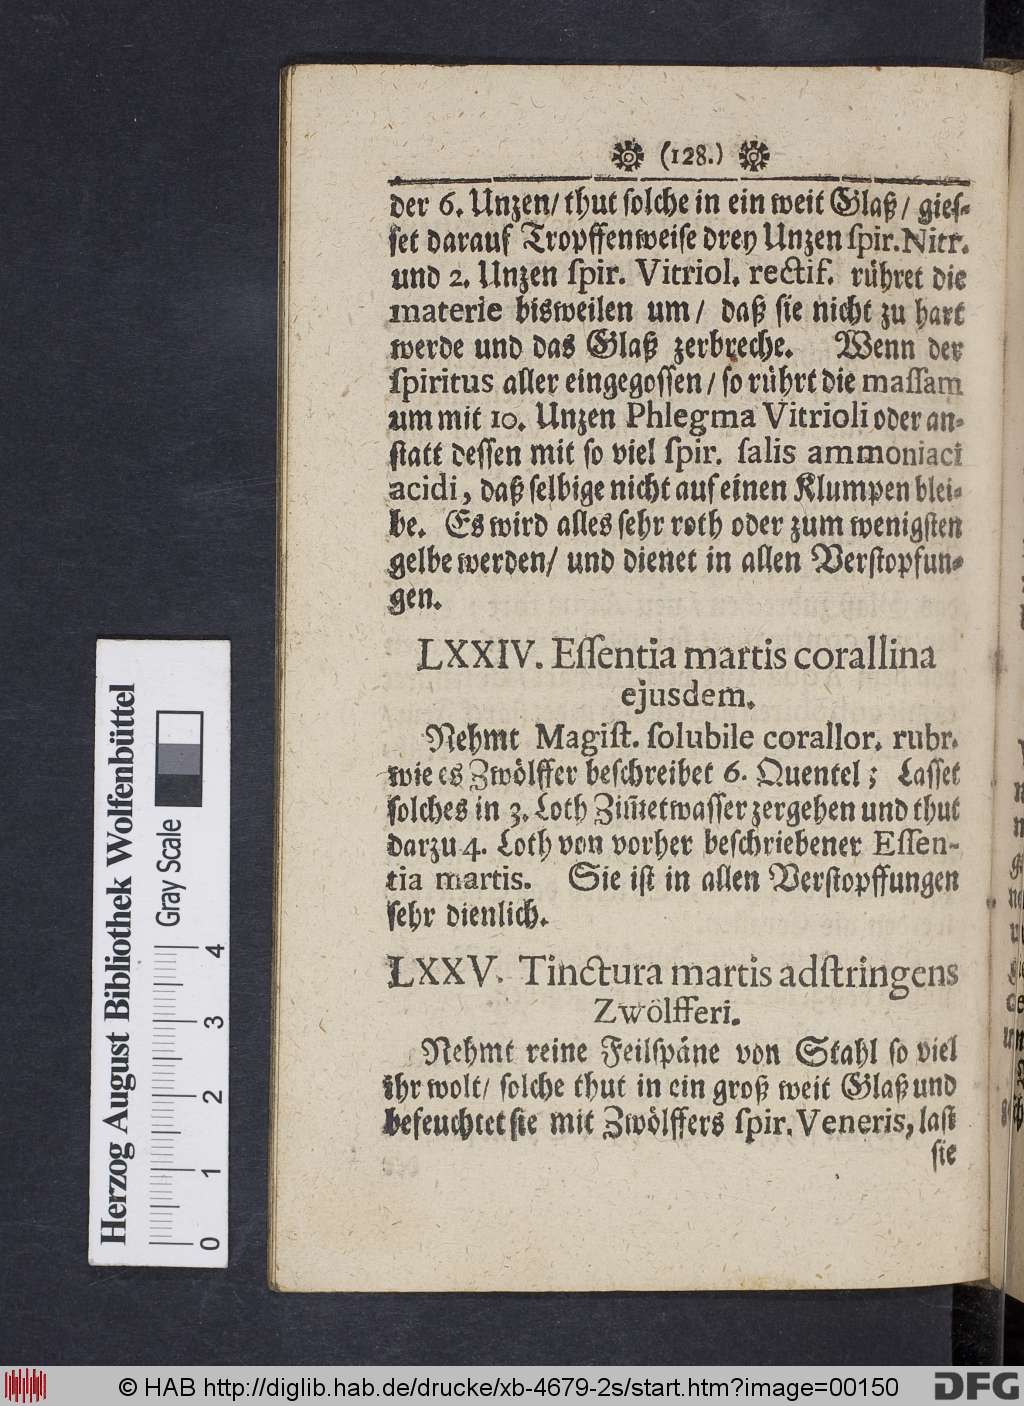 (128.)
der 6. Unzen/ thut ſolche in ein weit Glaß/ gieſ-
ſet darauf Tropffenweiſe drey Unzen ſpir. Nitr.
und 2. Unzen ſpir. Vitriol. rectif. rühret die
materie bisweilen um/ daß ſie nicht zu hart
werde und das Glaß zerbreche. Wenn der
ſpiritus aller eingegoſſen/ ſo rührt die maſſam
um mit 10. Unzen Phlegma Vitrioli oder an-
ſtatt deſſen mit ſo viel ſpir. ſalis ammoniaci
acidi, daß ſelbige nicht auf einen Klumpen blei-
be. Es wird alles ſehr roth oder zum wenigſten
gelbe werden/ und dienet in allen Verſtopfun-
gen.
LXXIV. Eſſentia martis corallina
ejusdem.
Nehmt Magiſt. ſolubile corallor. rubr.
wie es Zwölffer beſchreibet 6. Quentel; Laſſet
ſolches in 3. Loth Zim̃etwaſſer zergehen und thut
darzu 4. Loth von vorher beſchriebener Eſſen-
tia martis. Sie iſt in allen Verſtopffungen
ſehr dienlich.
LXXV. Tinctura martis adſtringens
Zwölfferi.
Nehmt reine Feilſpäne von Stahl ſo viel
ihr wolt/ ſolche thut in ein groß weit Glaß und
befeuchtet ſie mit Zwölffers ſpir. Veneris, laſt
ſie
Herzog August Bibliothek Wolfenbüttel
Gray Scale
0 1 2 3 4
© HAB http://diglib.hab.de/drucke/xb-4679-2s/start.htm?image=00150
DFG